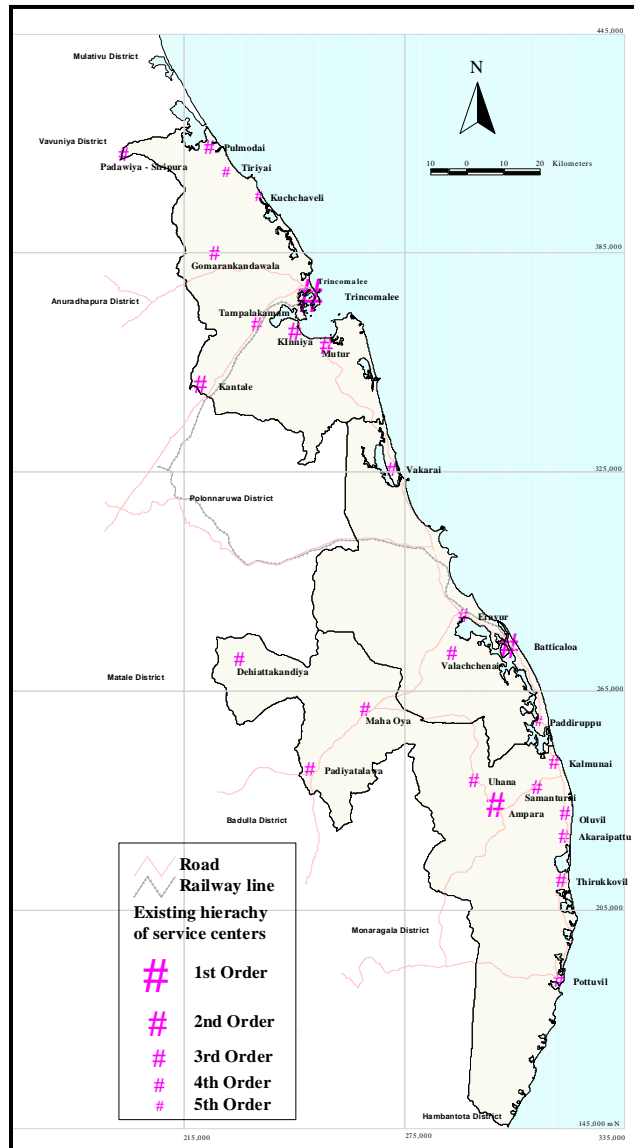 445,000
Mulativu District
N
Vavuniya District
Pulmodai
Padawiya - Siripura
Tiriyai
10 0 10 20 Kilometers
Kuchchaveli
385,000
Gomarankandawala
Trincomalee
Anuradhapura District
Trincomalee
Tampalakamam
KInniya
Mutur
Kantale
Vakarai
325,000
Polonnaruwa District
Eravur
Batticaloa
Valachchenai
Dehiattakandiya
Matale District
265,000
Maha Oya
Paddiruppu
Kalmunai
Padiyatalawa
Uhana
Samanturai
Ampara
Oluvil
Badulla District
Akaraipattu
Road
Railway line
Thirukkovil
Existing hierachy
of service centers
205,000
Monaragala District
# 1st Order
Pottuvil
# 2nd Order
# 3rd Order
# 4th Order
# 5th Order
Hambantota District
145,000 mN
215,000
275,000
335,000